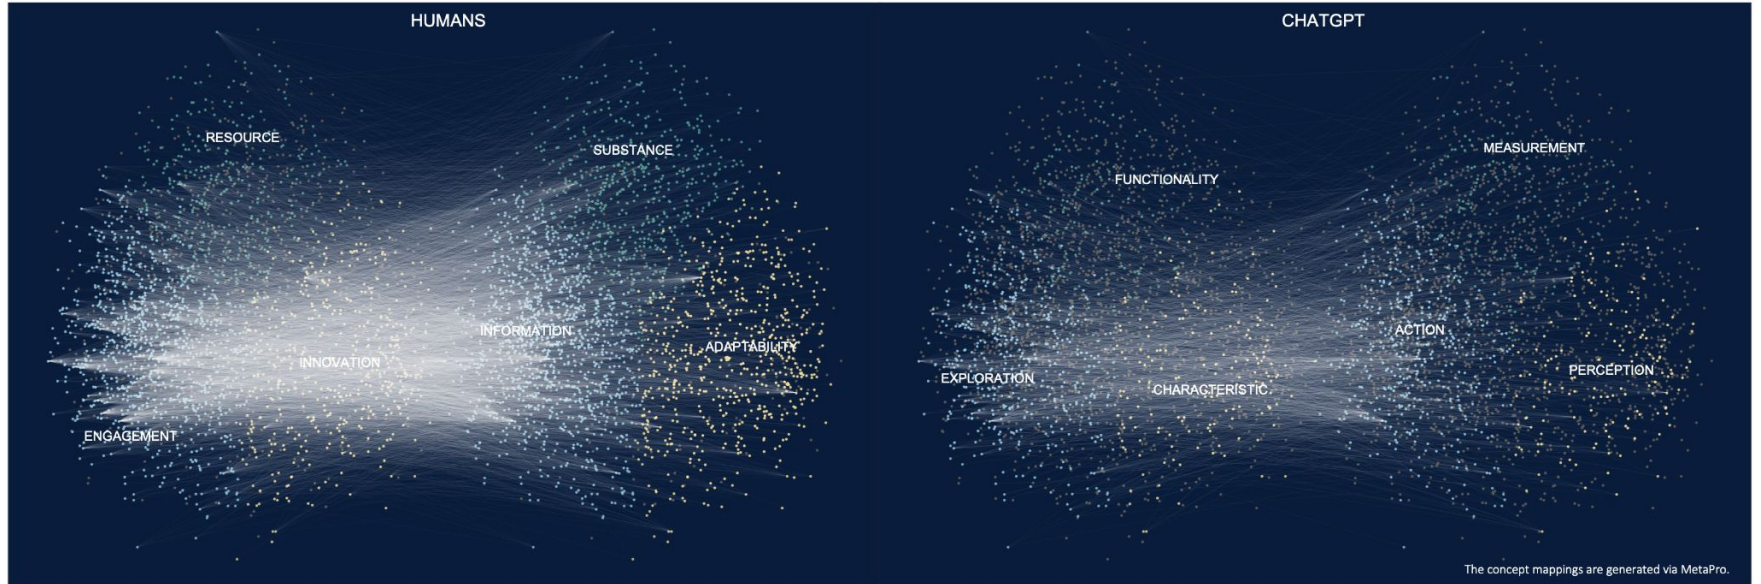 HUMANS
RESOURCE
SUBSTANCE
INFORMATION
ADAPTABILITY
INNOVATION
ENGAGEMENT
CHATGPT
MEASUREMENT
FUNCTIONALITY
ACTION
PERCEPTION
EXPLORATION
CHARACTERISTIC
The concept mappings are generated via MetaPro.